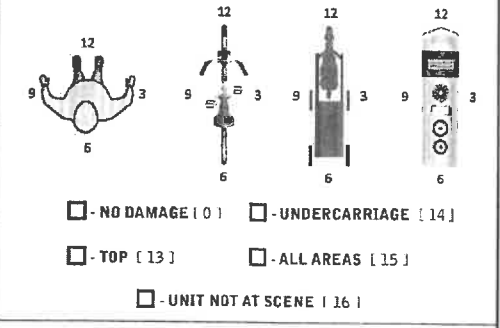 12 12 12 12
9 3 9 3 9 3 9 3
6 6 6 6
- NO DAMAGE [ 0 ] - UNDERCARRIAGE [ 14 ]
- TOP [ 13 ] - ALL AREAS [ 15 ]
- UNIT NOT AT SCENE [ 16 ]